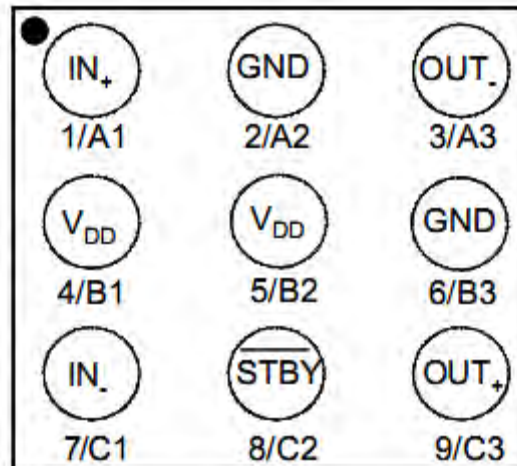 IN+ GND OUT-
1/A1 2/A2 3/A3
VDD VDD GND
4/B1 5/B2 6/B3
IN- STBY OUT+
7/C1 8/C2 9/C3